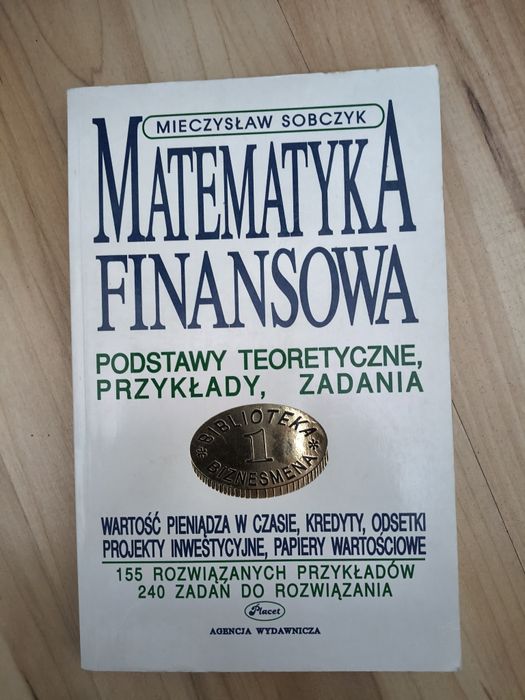 MIECZYSŁAW SOBCZYK
MATEMATYKA
FINANSOWA
PODSTAWY TEORETYCZNE,
PRZYKŁADY, ZADANIA
* BIBLIOTEKA *
1
BIZNESMENA
WARTOŚĆ PIENIĄDZA W CZASIE, KREDYTY, ODSETKI
PROJEKTY INWESTYCYJNE, PAPIERY WARTOŚCIOWE
155 ROZWIĄZANYCH PRZYKŁADÓW
240 ZADAŃ DO ROZWIĄZANIA
Placet
AGENCJA WYDAWNICZA